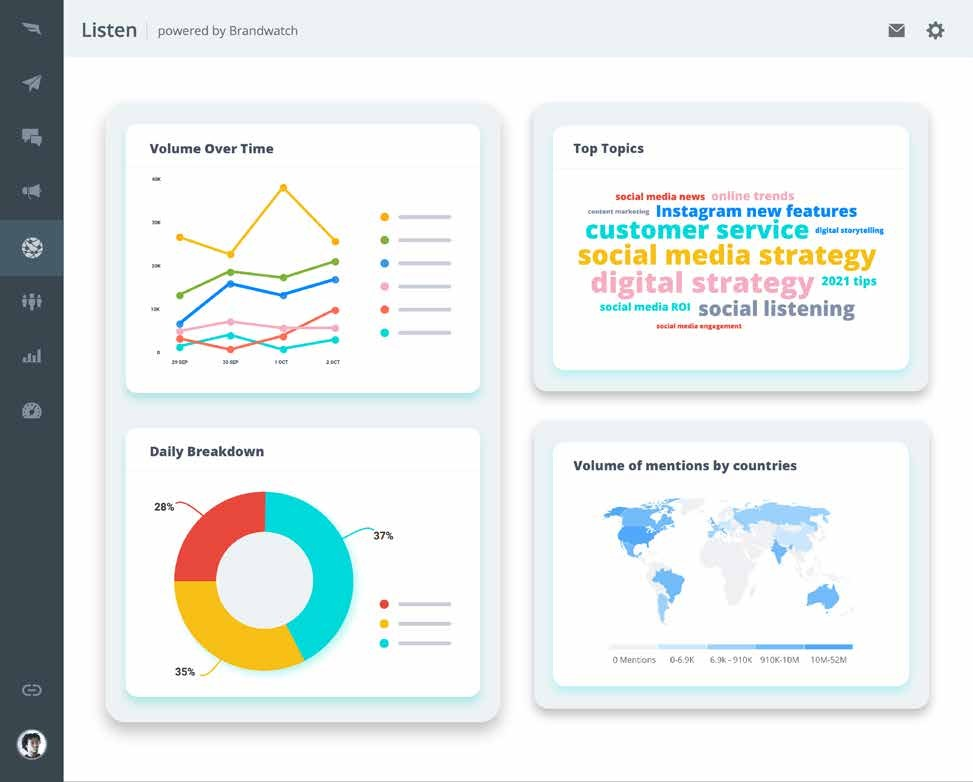 Listen
powered by Brandwatch
Volume Over Time
40K
30K
20K
10K
0
29 SEP
30 SEP
1 OCT
2 OCT
Top Topics
social media news online trends
content marketing Instagram new features
customer service digital storytelling
social media strategy
digital strategy 2021 tips
social media ROI social listening
social media engagement
Daily Breakdown
28%
37%
35%
Volume of mentions by countries
0 Mentions
0-6.9K
6.9k - 910K
910K-10M
10M-52M